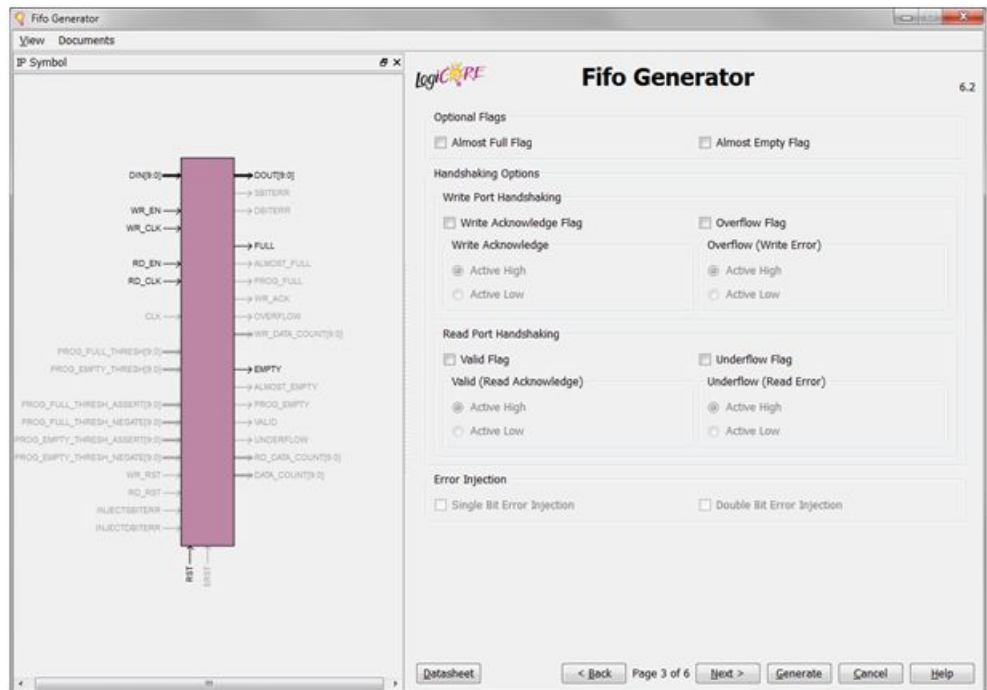 Fifo Generator
View Documents
IP Symbol
DIN[9:0]
WR_EN
WR_CLK
RD_EN
RD_CLK
CLK
PROG_FULL_THRESH[9:0]
PROG_EMPTY_THRESH[9:0]
PROG_FULL_THRESH_ASSERT[9:0]
PROG_FULL_THRESH_NEGATE[9:0]
PROG_EMPTY_THRESH_ASSERT[9:0]
PROG_EMPTY_THRESH_NEGATE[9:0]
WR_RST
RD_RST
INJECTSBITERR
INJECTDBITERR
RST
SRST
DOUT[9:0]
SBITERR
DBITERR
FULL
ALMOST_FULL
PROG_FULL
WR_ACK
OVERFLOW
WR_DATA_COUNT[9:0]
EMPTY
ALMOST_EMPTY
PROG_EMPTY
VALID
UNDERFLOW
RD_DATA_COUNT[9:0]
DATA_COUNT[9:0]
LogiCORE
Fifo Generator
6.2
Optional Flags
Almost Full Flag
Almost Empty Flag
Handshaking Options
Write Port Handshaking
Write Acknowledge Flag
Overflow Flag
Write Acknowledge
Overflow (Write Error)
Active High
Active High
Active Low
Active Low
Read Port Handshaking
Valid Flag
Underflow Flag
Valid (Read Acknowledge)
Underflow (Read Error)
Active High
Active High
Active Low
Active Low
Error Injection
Single Bit Error Injection
Double Bit Error Injection
Datasheet
< Back Page 3 of 6 Next > Generate Cancel Help